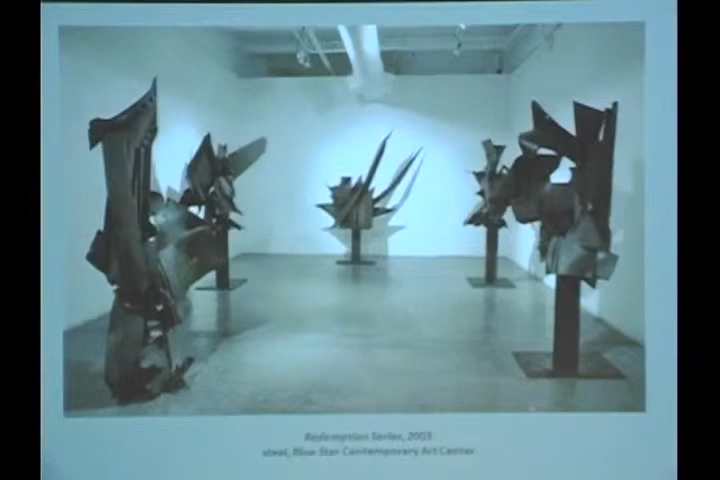 Redemption Series, 2003
steel, Blue Star Contemporary Art Center